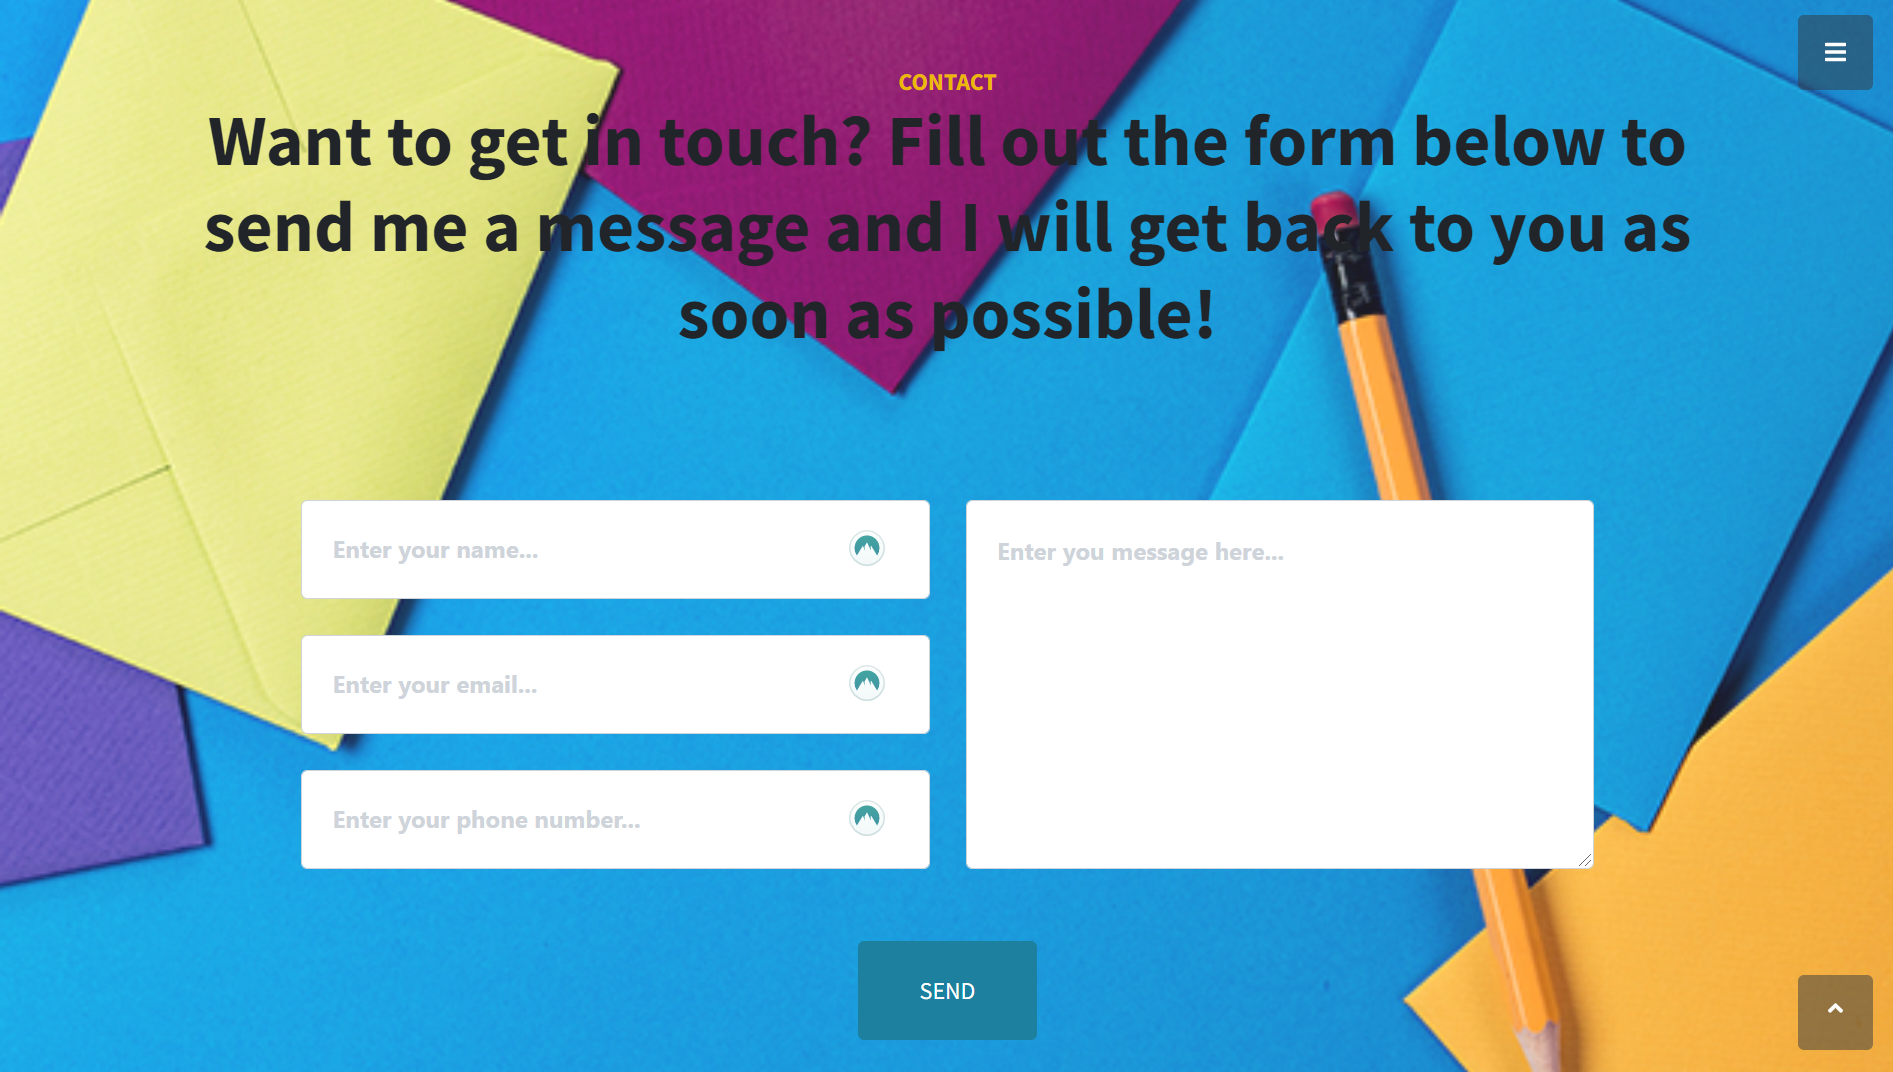 CONTACT
Want to get in touch? Fill out the form below to
send me a message and I will get back to you as
soon as possible!
Enter your name...
Enter you message here...
Enter your email...
Enter your phone number...
SEND